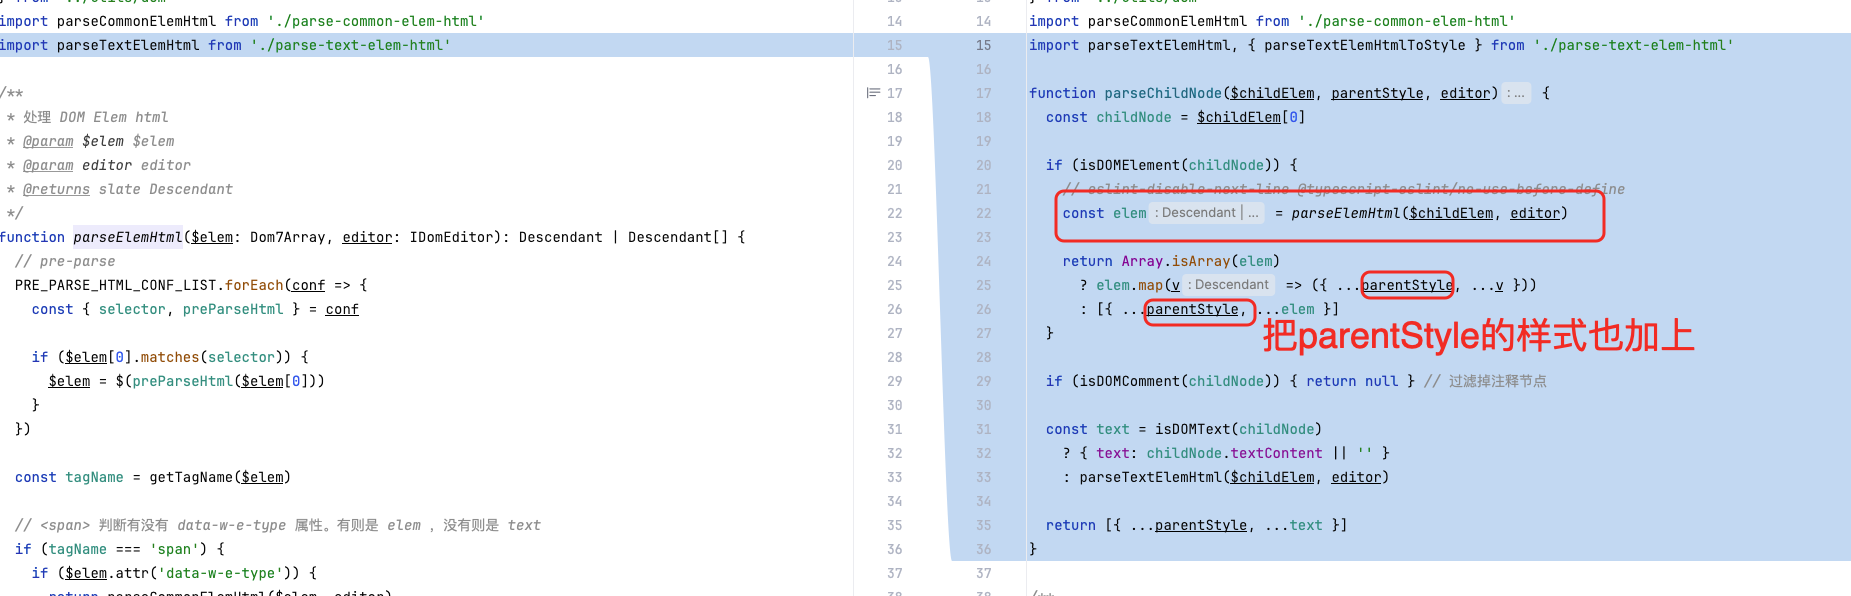 import parseCommonElemHtml from './parse-common-elem-html'
import parseTextElemHtml from './parse-text-elem-html'
/**
* 处理 DOM Elem html
* @param $elem $elem
* @param editor editor
* @returns slate Descendant
*/
function parseElemHtml($elem: Dom7Array, editor: IDomEditor): Descendant | Descendant[] {
// pre-parse
PRE_PARSE_HTML_CONF_LIST.forEach(conf => {
const { selector, preParseHtml } = conf
if ($elem[0].matches(selector)) {
$elem = $(preParseHtml($elem[0]))
}
})
const tagName = getTagName($elem)
// <span> 判断有没有 data-w-e-type 属性。有则是 elem ，没有则是 text
if (tagName === 'span') {
if ($elem.attr('data-w-e-type')) {
return parseCommonElemHtml($elem, editor)
14 14 import parseCommonElemHtml from './parse-common-elem-html'
15 15 import parseTextElemHtml, { parseTextElemHtmlToStyle } from './parse-text-elem-html'
16 16
17 17 function parseChildNode($childElem, parentStyle, editor) : ... {
18 18 const childNode = $childElem[0]
19 19
20 20 if (isDOMElement(childNode)) {
21 21 // eslint-disable-next-line @typescript-eslint/no-use-before-define
22 22 const elem : Descendant | ... = parseElemHtml($childElem, editor)
23 23
24 24 return Array.isArray(elem)
25 25 ? elem.map(v : Descendant => ({ ...parentStyle, ...v }))
26 26 : [{ ...parentStyle, ...elem }]
27 27 }
把parentStyle的样式也加上
28 28
29 29 if (isDOMComment(childNode)) { return null } // 过滤掉注释节点
30 30
31 31 const text = isDOMText(childNode)
32 32 ? { text: childNode.textContent || '' }
33 33 : parseTextElemHtml($childElem, editor)
34 34
35 35 return [{ ...parentStyle, ...text }]
36 36 }
37 37